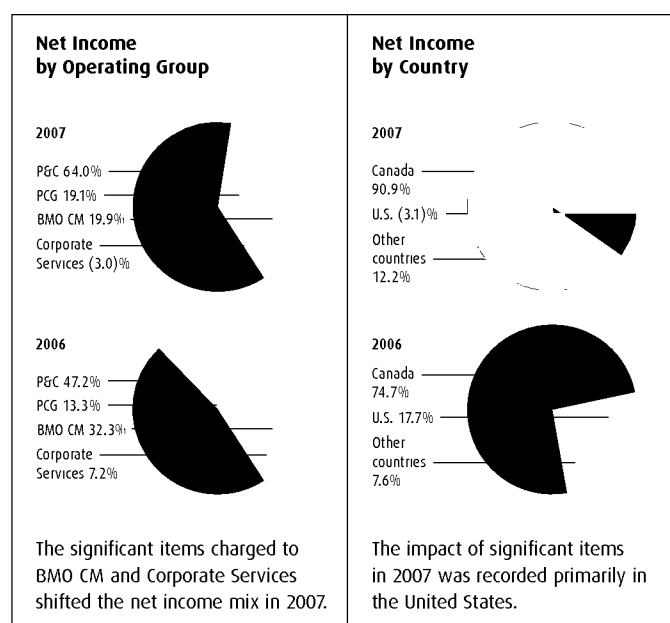 Net Income
by Operating Group
2007
P&C 64.0%
PCG 19.1%
BMO CM 19.9%
Corporate
Services (3.0)%
2006
P&C 47.2%
PCG 13.3%
BMO CM 32.3%
Corporate
Services 7.2%
The significant items charged to
BMO CM and Corporate Services
shifted the net income mix in 2007.
Net Income
by Country
2007
Canada
90.9%
U.S. (3.1)%
Other
countries
12.2%
2006
Canada
74.7%
U.S. 17.7%
Other
countries
7.6%
The impact of significant items
in 2007 was recorded primarily in
the United States.